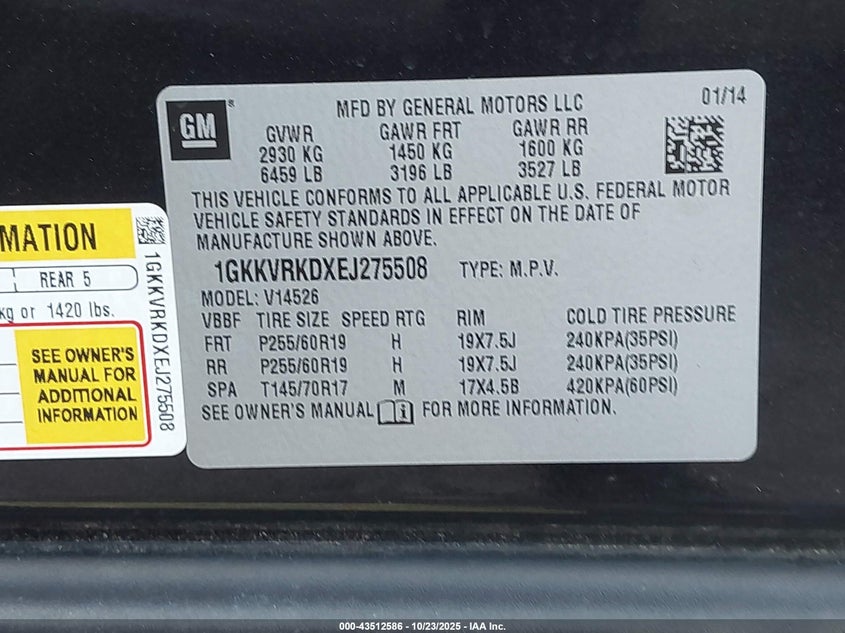 GM
®
MFD BY GENERAL MOTORS LLC
01/14
GVWR GAWR FRT GAWR RR
2930 KG 1450 KG 1600 KG
6459 LB 3196 LB 3527 LB
THIS VEHICLE CONFORMS TO ALL APPLICABLE U.S. FEDERAL MOTOR
VEHICLE SAFETY STANDARDS IN EFFECT ON THE DATE OF
MANUFACTURE SHOWN ABOVE.
1GKKVRKDXEJ275508 TYPE: M.P.V.
MODEL: V14526
VBBF TIRE SIZE SPEED RTG RIM COLD TIRE PRESSURE
FRT P255/60R19 H 19X7.5J 240KPA(35PSI)
RR P255/60R19 H 19X7.5J 240KPA(35PSI)
SPA T145/70R17 M 17X4.5B 420KPA(60PSI)
SEE OWNER'S MANUAL i FOR MORE INFORMATION.
MATION
REAR 5
kg or 1420 lbs.
SEE OWNER'S
MANUAL FOR
ADDITIONAL
INFORMATION
1GKKVRKDXEJ275508
000-43512586 - 10/23/2025 - IAA Inc.